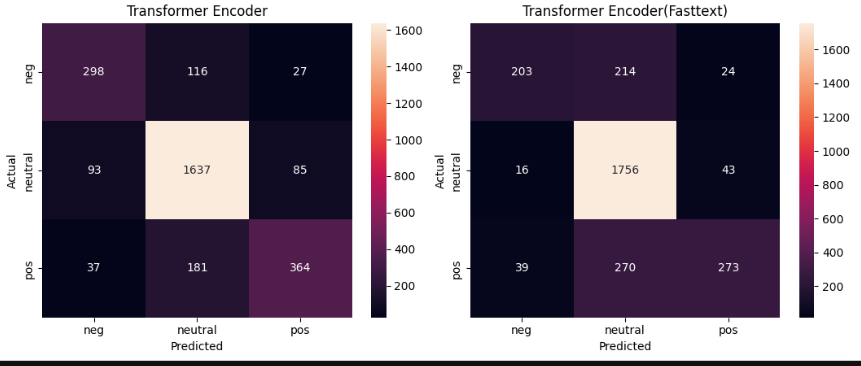 Transformer Encoder
neg
neutral
pos
Actual
298 116 27
93 1637 85
37 181 364
neg neutral pos
Predicted
1600
1400
1200
1000
800
600
400
200
Transformer Encoder(Fasttext)
neg
neutral
pos
Actual
203 214 24
16 1756 43
39 270 273
neg neutral pos
Predicted
1600
1400
1200
1000
800
600
400
200